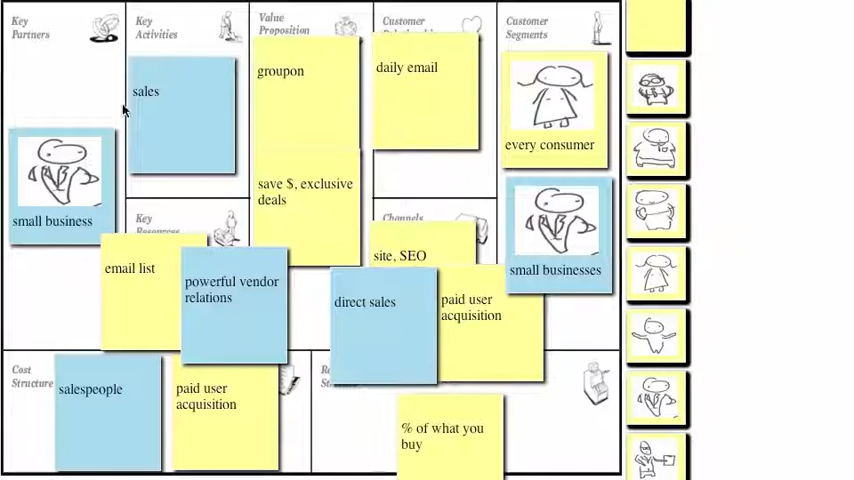 Key
Partners
Key
Activities
Value
Proposition
Customer
Customer
Segments
sales
groupon
daily email
every consumer
small business
save $, exclusive
deals
Key
Channels
email list
powerful vendor
relations
site, SEO
direct sales
paid user
acquisition
small businesses
Cost
Structure
salespeople
paid user
acquisition
% of what you
buy